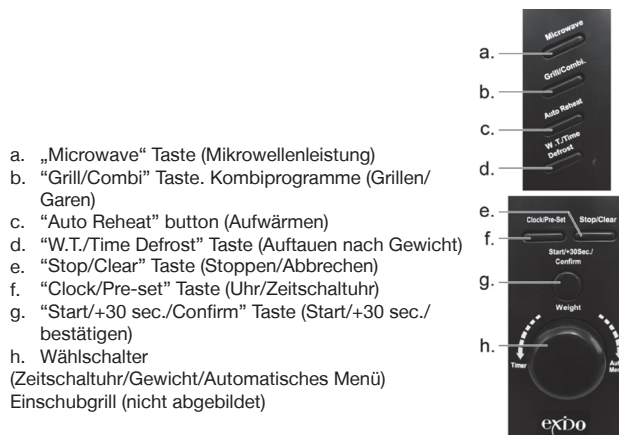 a. „Microwave“ Taste (Mikrowellenleistung)
b. “Grill/Combi” Taste. Kombiprogramme (Grillen/
Garen)
c. “Auto Reheat” button (Aufwärmen)
d. “W.T./Time Defrost” Taste (Auftauen nach Gewicht)
e. “Stop/Clear” Taste (Stoppen/Abbrechen)
f. “Clock/Pre-set” Taste (Uhr/Zeitschaltuhr)
g. “Start/+30 sec./Confirm” Taste (Start/+30 sec./
bestätigen)
h. Wählschalter
(Zeitschaltuhr/Gewicht/Automatisches Menü)
Einschubgrill (nicht abgebildet)
Microwave
a.
Grill/Combi.
b.
Auto Reheat
c.
W .T./Time
Defrost
d.
e.
Clock/Pre-Set Stop/Clear
f.
Start/+30Sec./
Confirm
g.
Weight
h.
Timer
exido